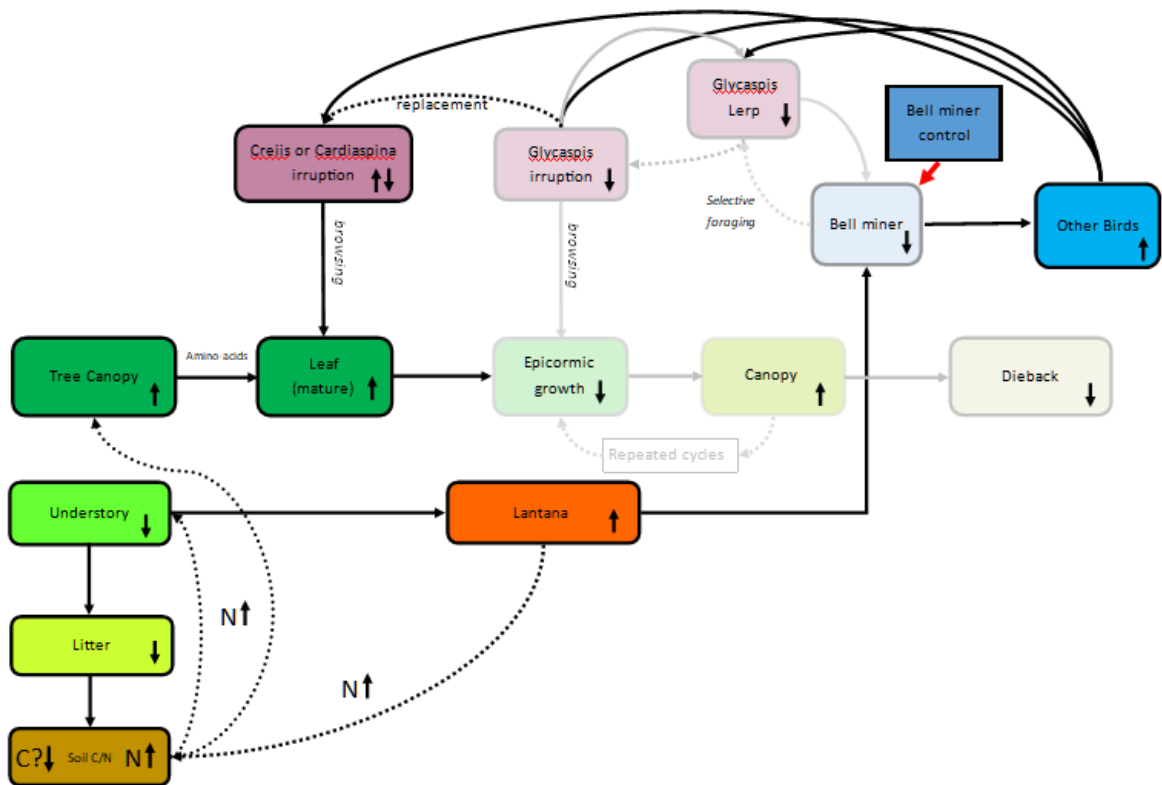 replacement
Glycaspis
Lerp
Bell miner
control
Creiis or Cardiaspina
irruption
Glycaspis
irruption
Selective
foraging
Bell miner
Other Birds
browsing
browsing
Tree Canopy
Amino-acids
Leaf
(mature)
Epicormic
growth
Canopy
Dieback
Repeated cycles
Understory
Lantana
N
Litter
N
C?
Soil C/N
N